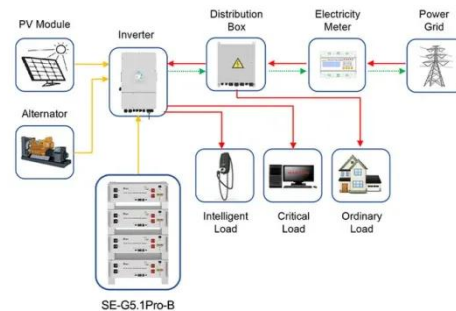 PV Module
Inverter
Distribution
Box
Electricity
Meter
Power
Grid
Alternator
Intelligent
Load
Critical
Load
Ordinary
Load
SE-G5.1Pro-B